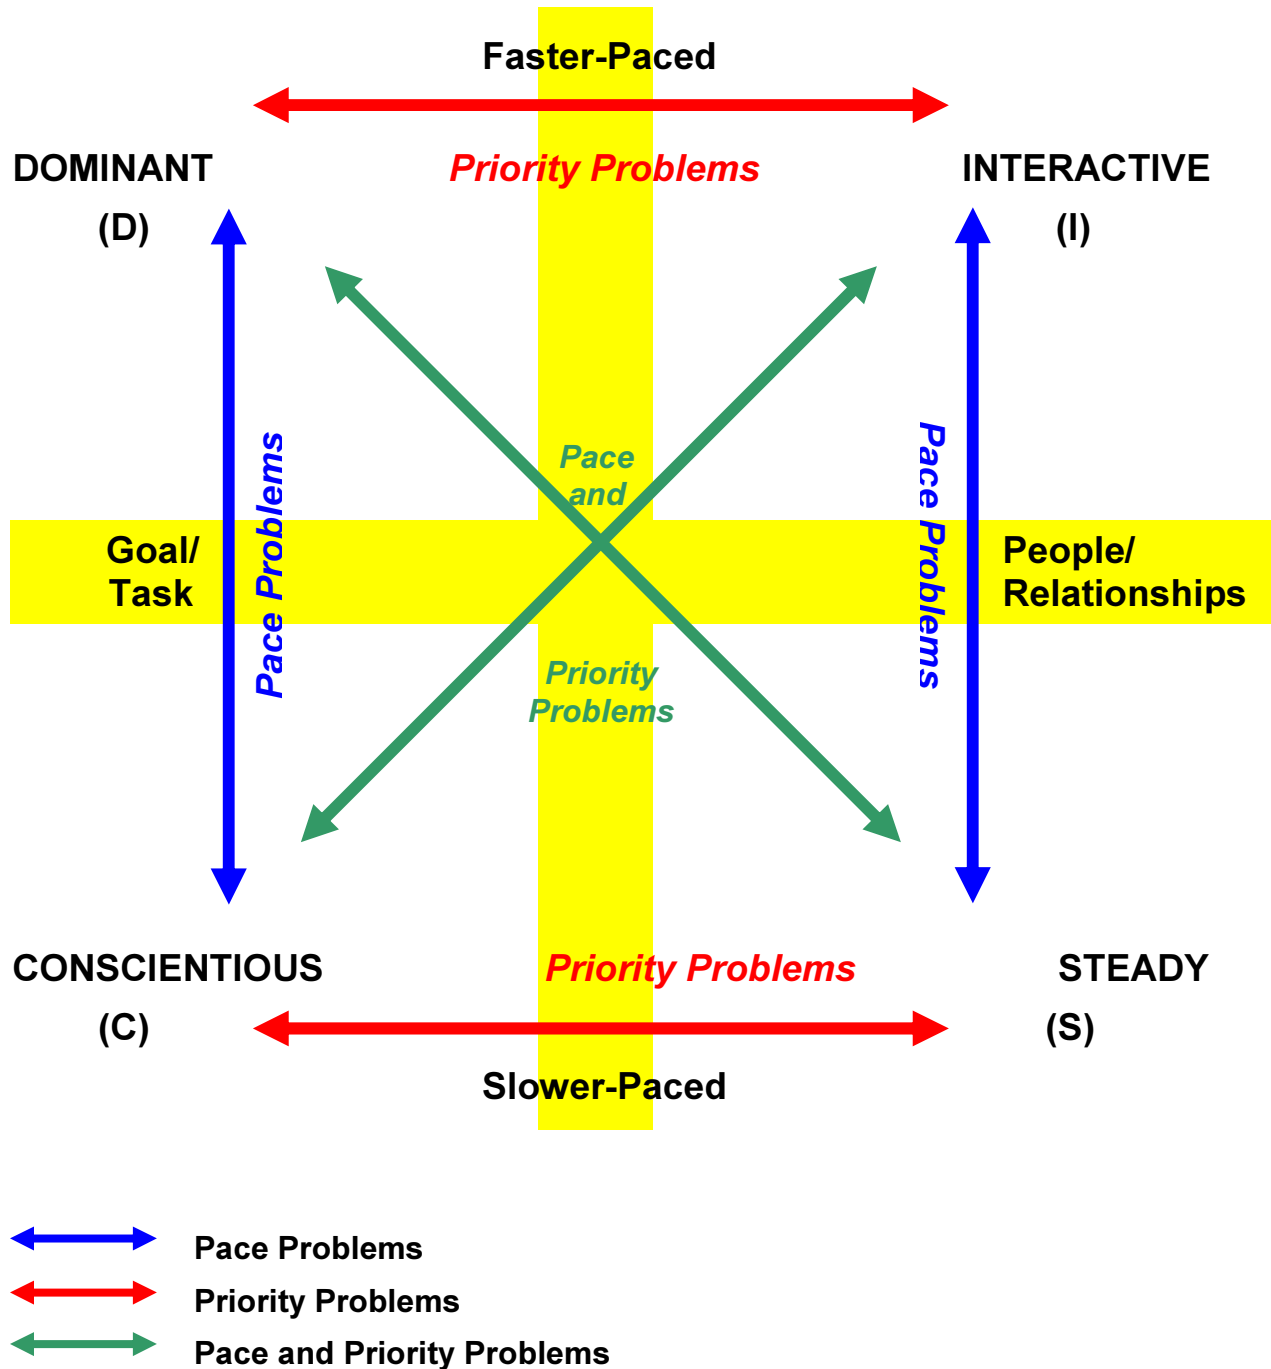 Faster-Paced
DOMINANT
Priority Problems
INTERACTIVE
(D)
(I)
Pace Problems
Pace
and
Pace Problems
Goal/
Task
People/
Relationships
Priority
Problems
CONSCIENTIOUS
Priority Problems
STEADY
(C)
(S)
Slower-Paced
Pace Problems
Priority Problems
Pace and Priority Problems